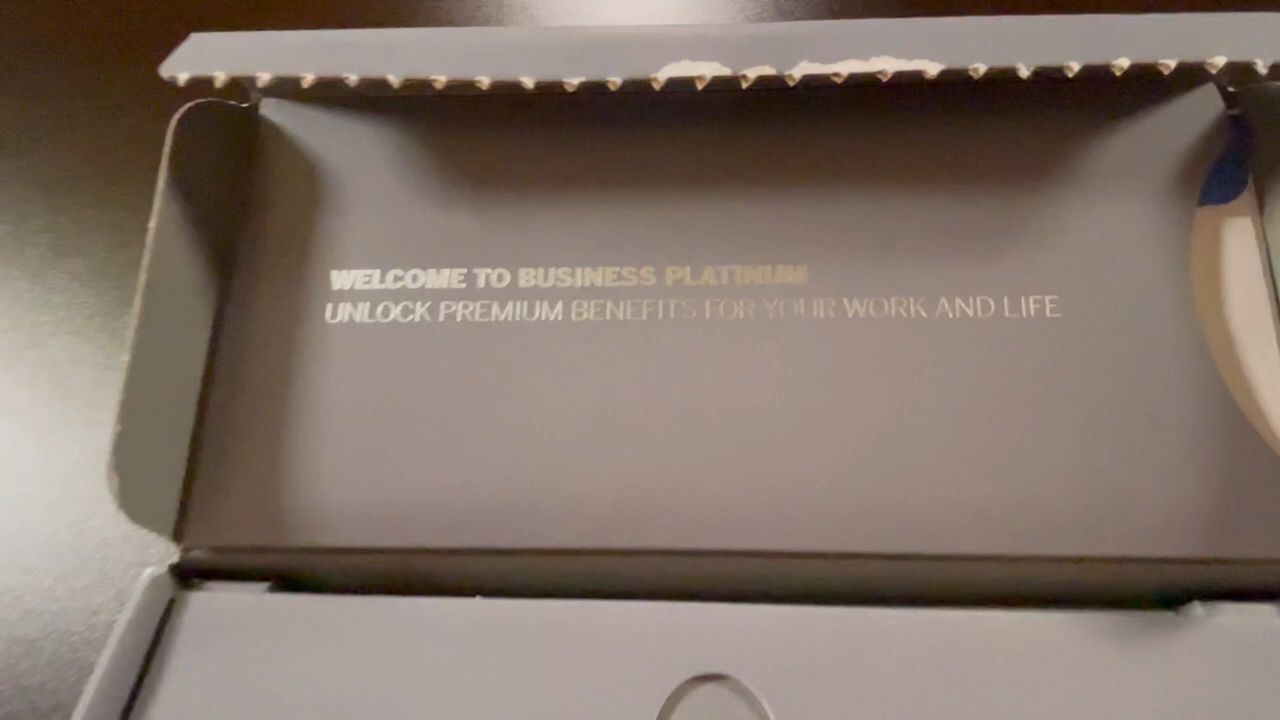 WELCOME TO BUSINESS PLATINUM
UNLOCK PREMIUM BENEFITS FOR YOUR WORK AND LIFE